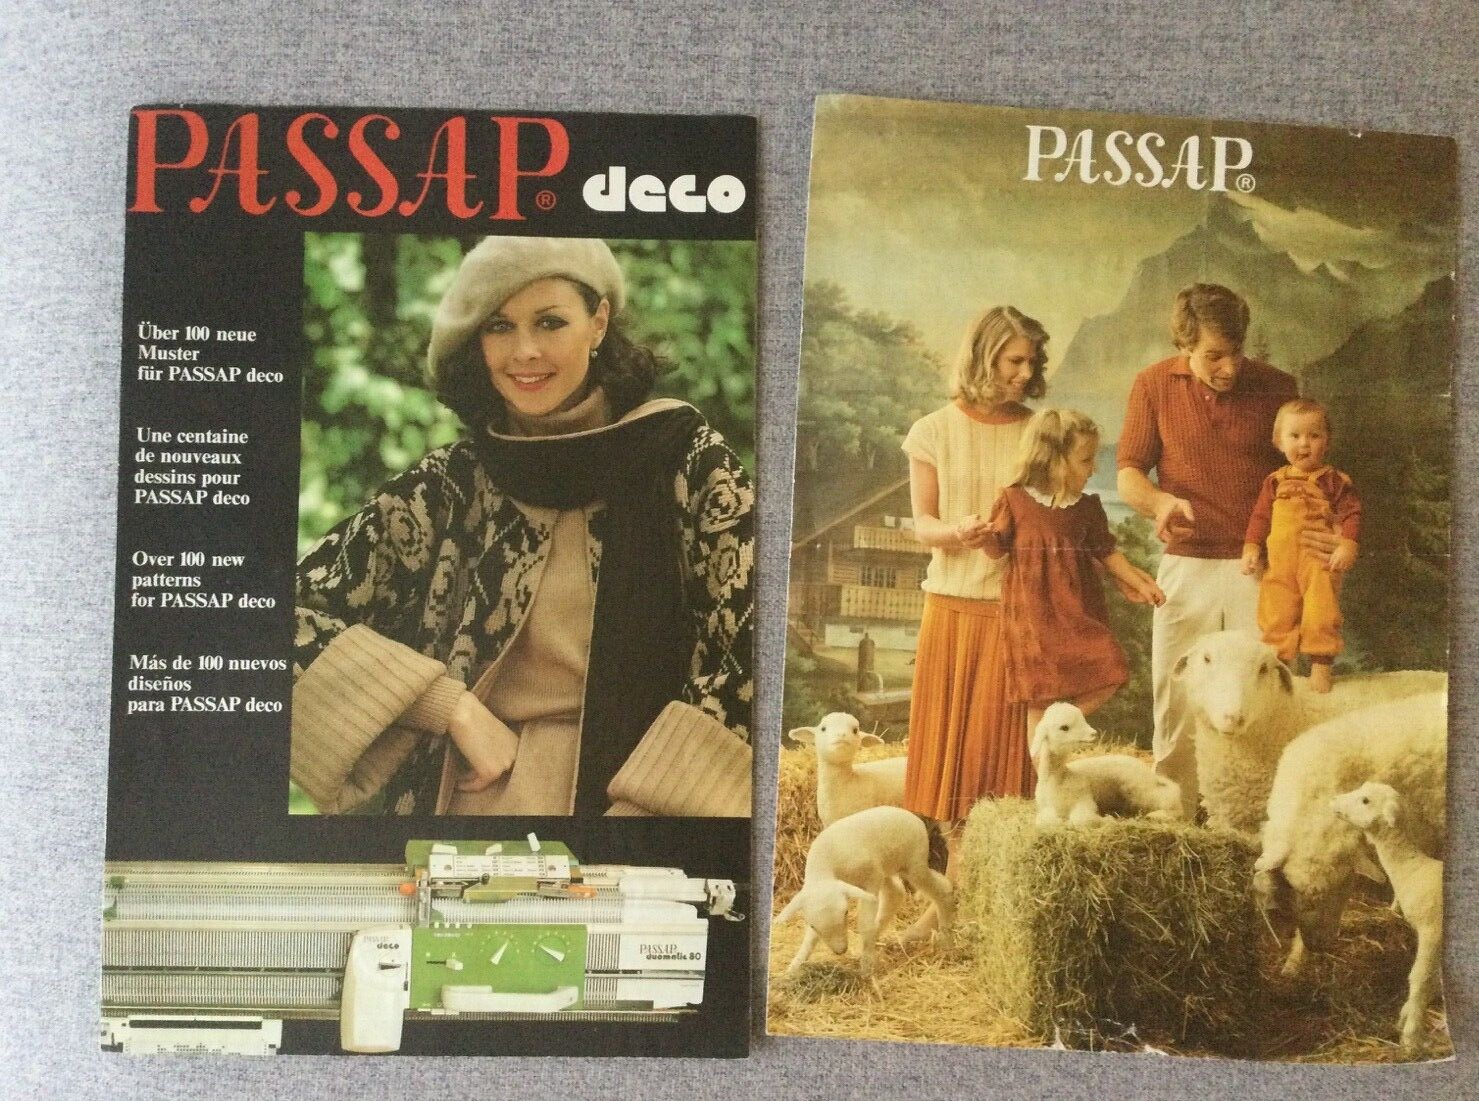 PASSAP® deco
Über 100 neue
Muster
für PASSAP deco
Une centaine
de nouveaux
dessins pour
PASSAP deco
Over 100 new
patterns
for PASSAP deco
Más de 100 nuevos
diseños
para PASSAP deco
PASSAP
deco
PASSAP
duomatic 80
PASSAP®